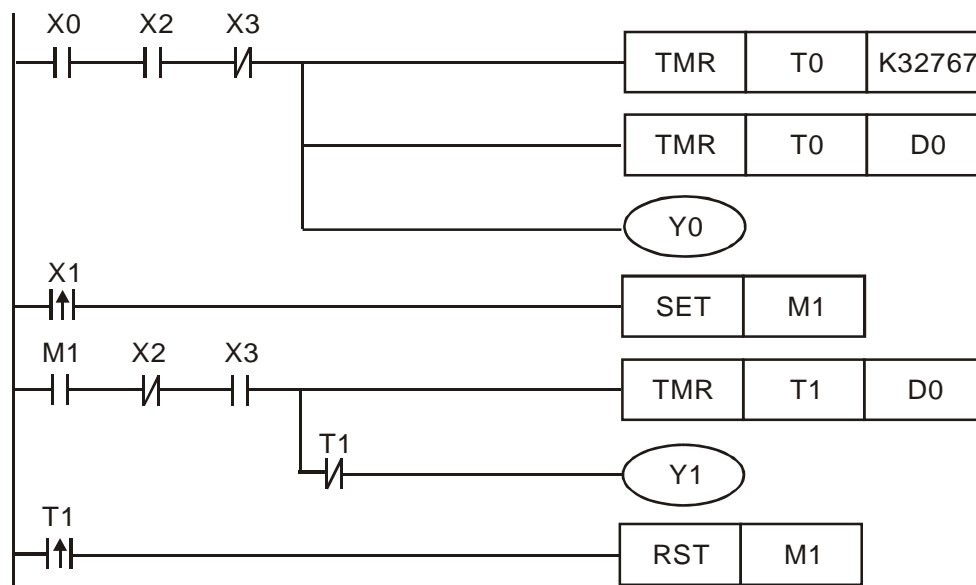 X0 X2 X3
TMR T0 K32767
TMR T0 D0
Y0
X1
SET M1
M1 X2 X3
TMR T1 D0
T1
Y1
T1
RST M1